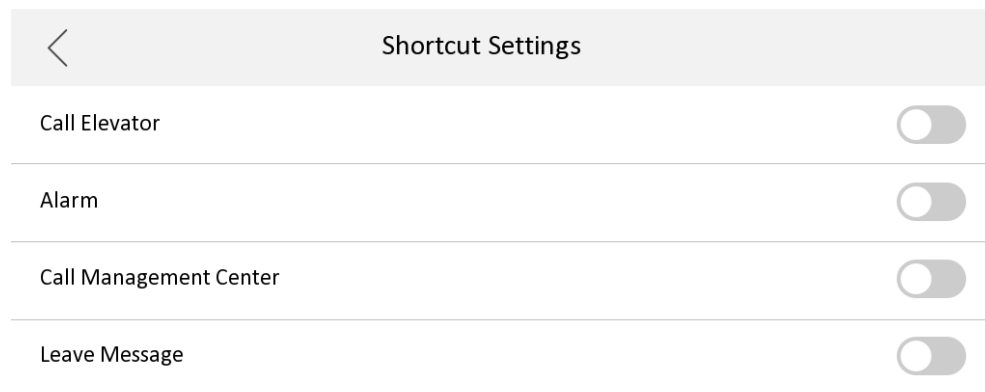 Shortcut Settings
Call Elevator
Alarm
Call Management Center
Leave Message